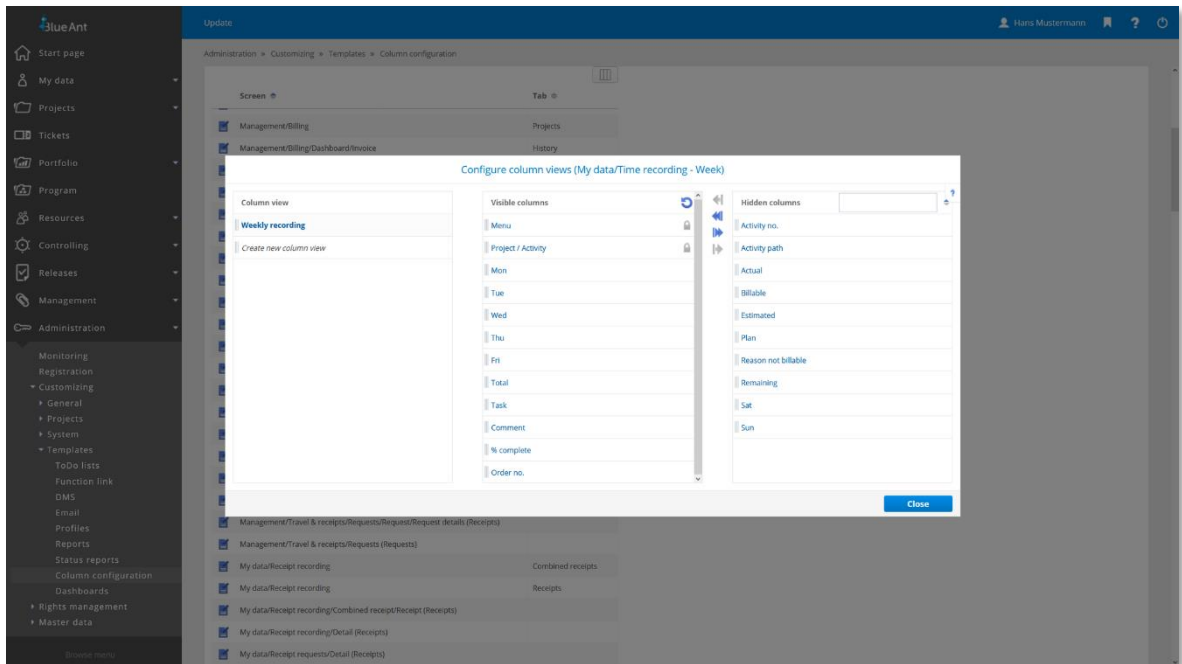 BlueAnt
Update
Hans Mustermann
?
Start page
My data
Projects
Tickets
Portfolio
Program
Resources
Controlling
Releases
Management
Administration
Monitoring
Registration
Customizing
General
Projects
System
Templates
ToDo lists
Function link
DMS
Email
Profiles
Reports
Status reports
Column configuration
Dashboards
Rights management
Master data
Browse menu
Administration » Customizing » Templates » Column configuration
Screen Tab
Management/Billing Projects
Management/Billing/Dashboard/Invoice History
Configure column views (My data/Time recording - Week)
Column view
Weekly recording
Create new column view
Visible columns
Menu
Project / Activity
Mon
Tue
Wed
Thu
Fri
Total
Task
Comment
% complete
Order no.
Hidden columns
?
Activity no.
Activity path
Actual
Billable
Estimated
Plan
Reason not billable
Remaining
Sat
Sun
Close
Management/Travel & receipts/Requests/Request/Request details (Receipts)
Management/Travel & receipts/Requests (Requests)
My data/Receipt recording Combined receipts
My data/Receipt recording Receipts
My data/Receipt recording/Combined receipt/Receipt (Receipts)
My data/Receipt recording/Detail (Receipts)
My data/Receipt requests/Detail (Receipts)